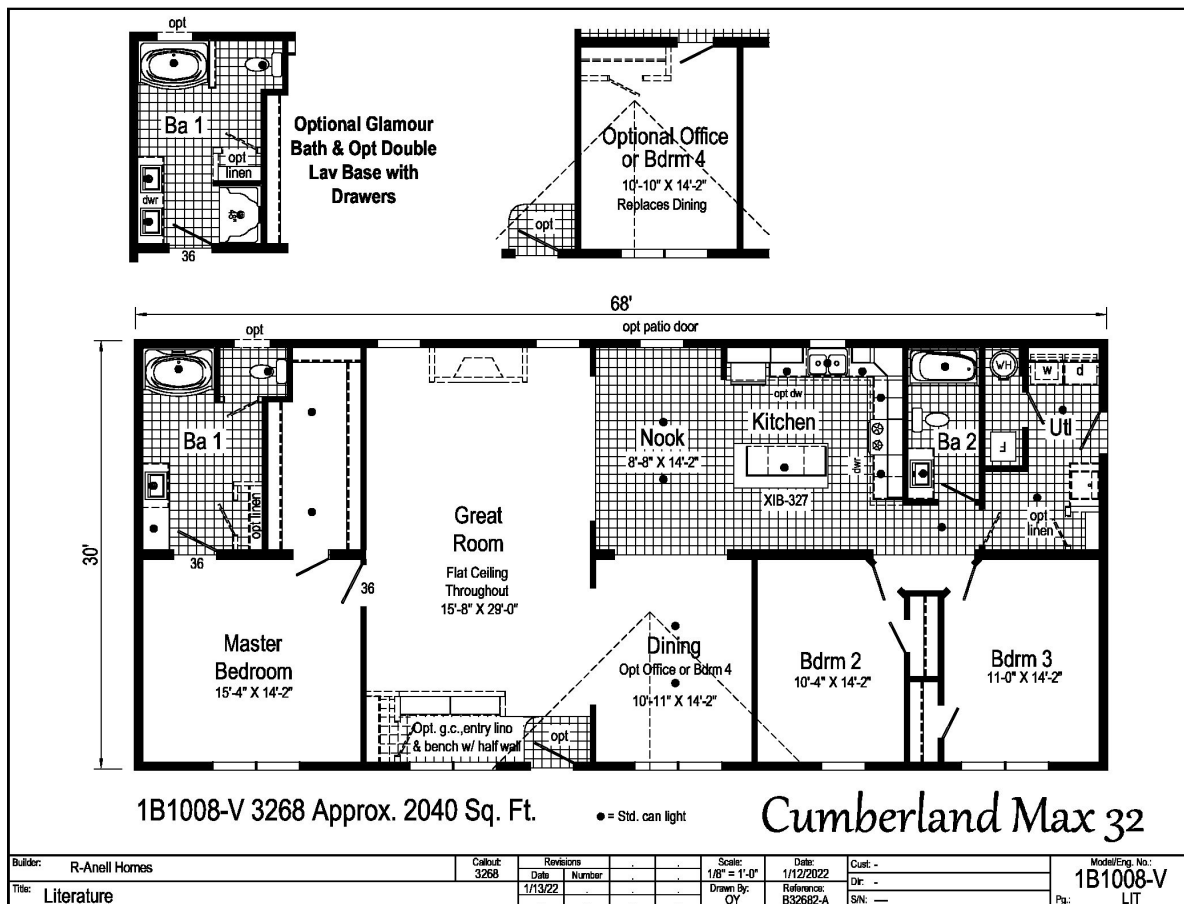 opt
Ba 1
opt
linen
dwr
36
Optional Glamour
Bath & Opt Double
Lav Base with
Drawers
Optional Office
or Bdrm 4
10'-10" X 14'-2"
Replaces Dining
opt
68'
opt
opt patio door
30'
Ba 1
opt linen
36
36
Great
Room
Flat Ceiling
Throughout
15'-8" X 29'-0"
Nook
8'-8" X 14'-2"
opt dw
Kitchen
XIB-327
dwr
Ba 2
WH
F
w
d
Utl
opt
linen
Master
Bedroom
15'-4" X 14'-2"
Opt. g.c.,entry lino
& bench w/ half wall
opt
Dining
Opt Office or Bdrm 4
10'-11" X 14'-2"
Bdrm 2
10'-4" X 14'-2"
Bdrm 3
11-0" X 14'-2"
1B1008-V 3268 Approx. 2040 Sq. Ft.
= Std. can light
Cumberland Max 32
Builder: R-Anell Homes
Title: Literature
Callout:
3268
Revisions
Date Number
1/13/22
Scale:
1/8" = 1'-0"
Drawn By:
OY
Date:
1/12/2022
Reference:
B32682-A
Cust: -
Dlr: -
S/N: —
Model/Eng. No.:
1B1008-V
Pg.: LIT